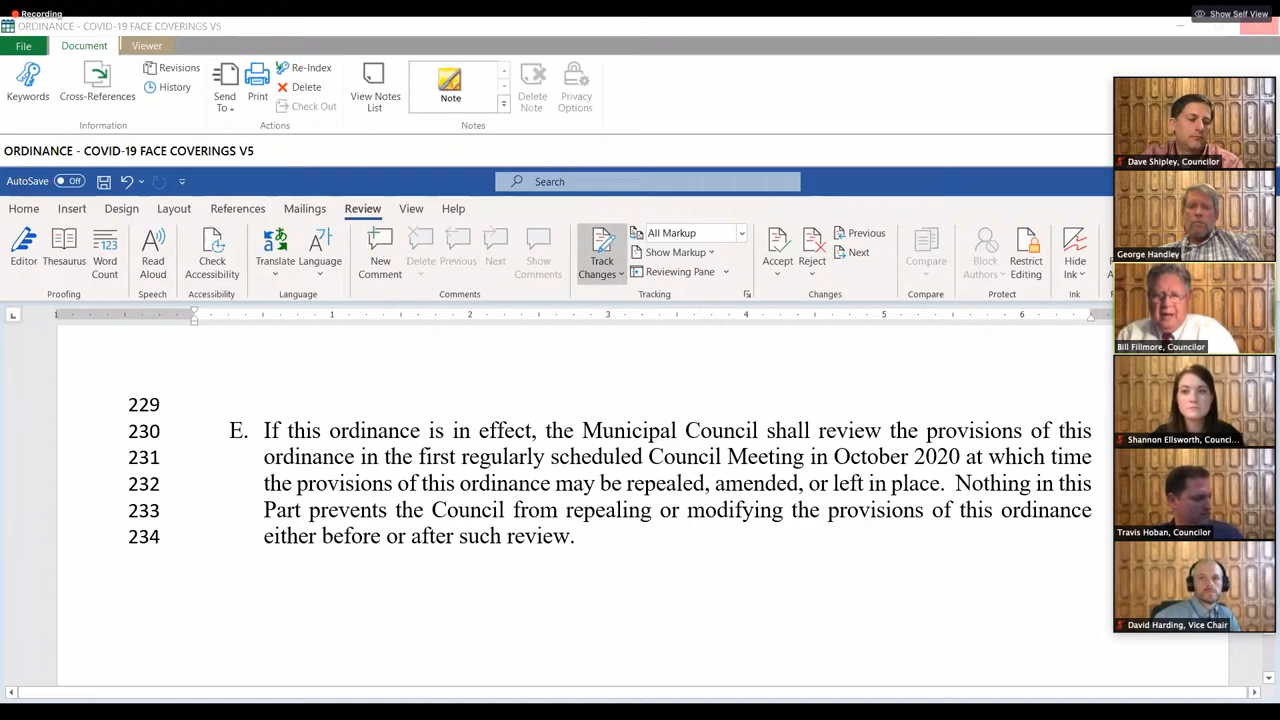 Recording
Show Self View
ORDINANCE - COVID-19 FACE COVERINGS V5
File Document Viewer
Keywords
Cross-References
Revisions
History
Information
Send To
Print
Re-Index
Delete
Check Out
Actions
View Notes List
Note
Delete Note
Privacy Options
Notes
ORDINANCE - COVID-19 FACE COVERINGS V5
AutoSave Off
Search
Home Insert Design Layout References Mailings Review View Help
Editor
Thesaurus
Word Count
Proofing
Read Aloud
Speech
Check Accessibility
Accessibility
Translate
Language
Language
New Comment
Delete
Previous
Next
Show Comments
Comments
Track Changes
All Markup
Show Markup
Reviewing Pane
Tracking
Accept
Reject
Previous
Next
Changes
Compare
Compare
Block Authors
Restrict Editing
Protect
Hide Ink
Ink
1 1 2 3 4 5 6
229
230 E. If this ordinance is in effect, the Municipal Council shall review the provisions of this
231 ordinance in the first regularly scheduled Council Meeting in October 2020 at which time
232 the provisions of this ordinance may be repealed, amended, or left in place. Nothing in this
233 Part prevents the Council from repealing or modifying the provisions of this ordinance
234 either before or after such review.
Dave Shipley, Councilor
George Handley
Bill Fillmore, Councilor
Shannon Ellsworth, Counci...
Travis Hoban, Councilor
David Harding, Vice Chair